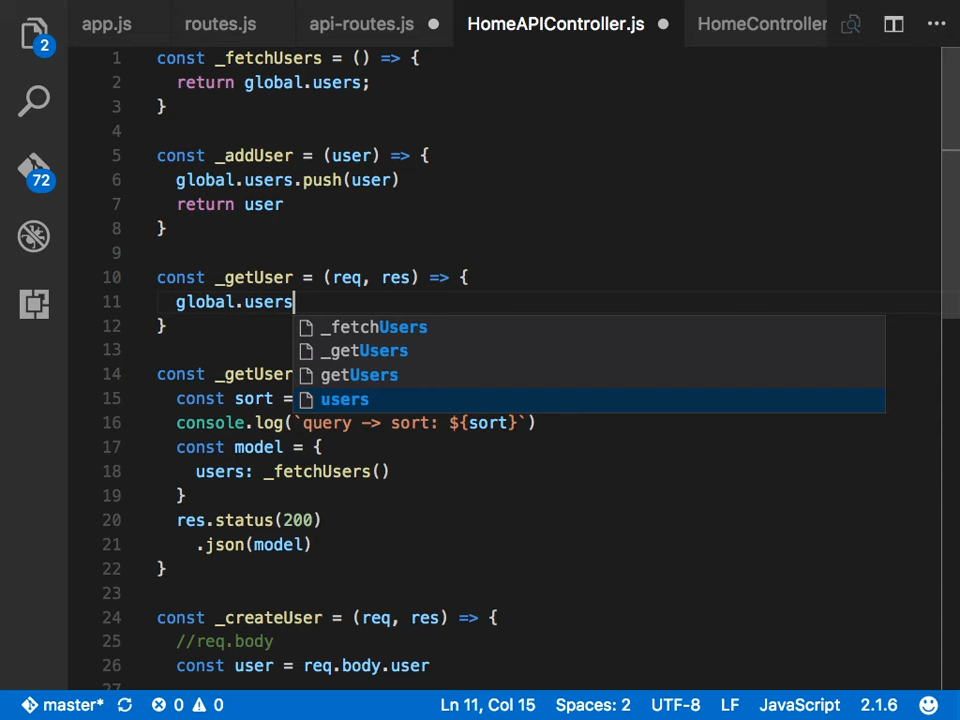 app.js routes.js api-routes.js HomeAPIController.js HomeController
2
72
1 const _fetchUsers = () => {
2 return global.users;
3 }
4
5 const _addUser = (user) => {
6 global.users.push(user)
7 return user
8 }
9
10 const _getUser = (req, res) => {
11 global.users
12 }
_fetchUsers
13
_getUsers
14 const _getUser
getUsers
15 const sort =
users
16 console.log(`query -> sort: ${sort}`)
17 const model = {
18 users: _fetchUsers()
19 }
20 res.status(200)
21 .json(model)
22 }
23
24 const _createUser = (req, res) => {
25 //req.body
26 const user = req.body.user
27
master* 0 0 Ln 11, Col 15 Spaces: 2 UTF-8 LF JavaScript 2.1.6